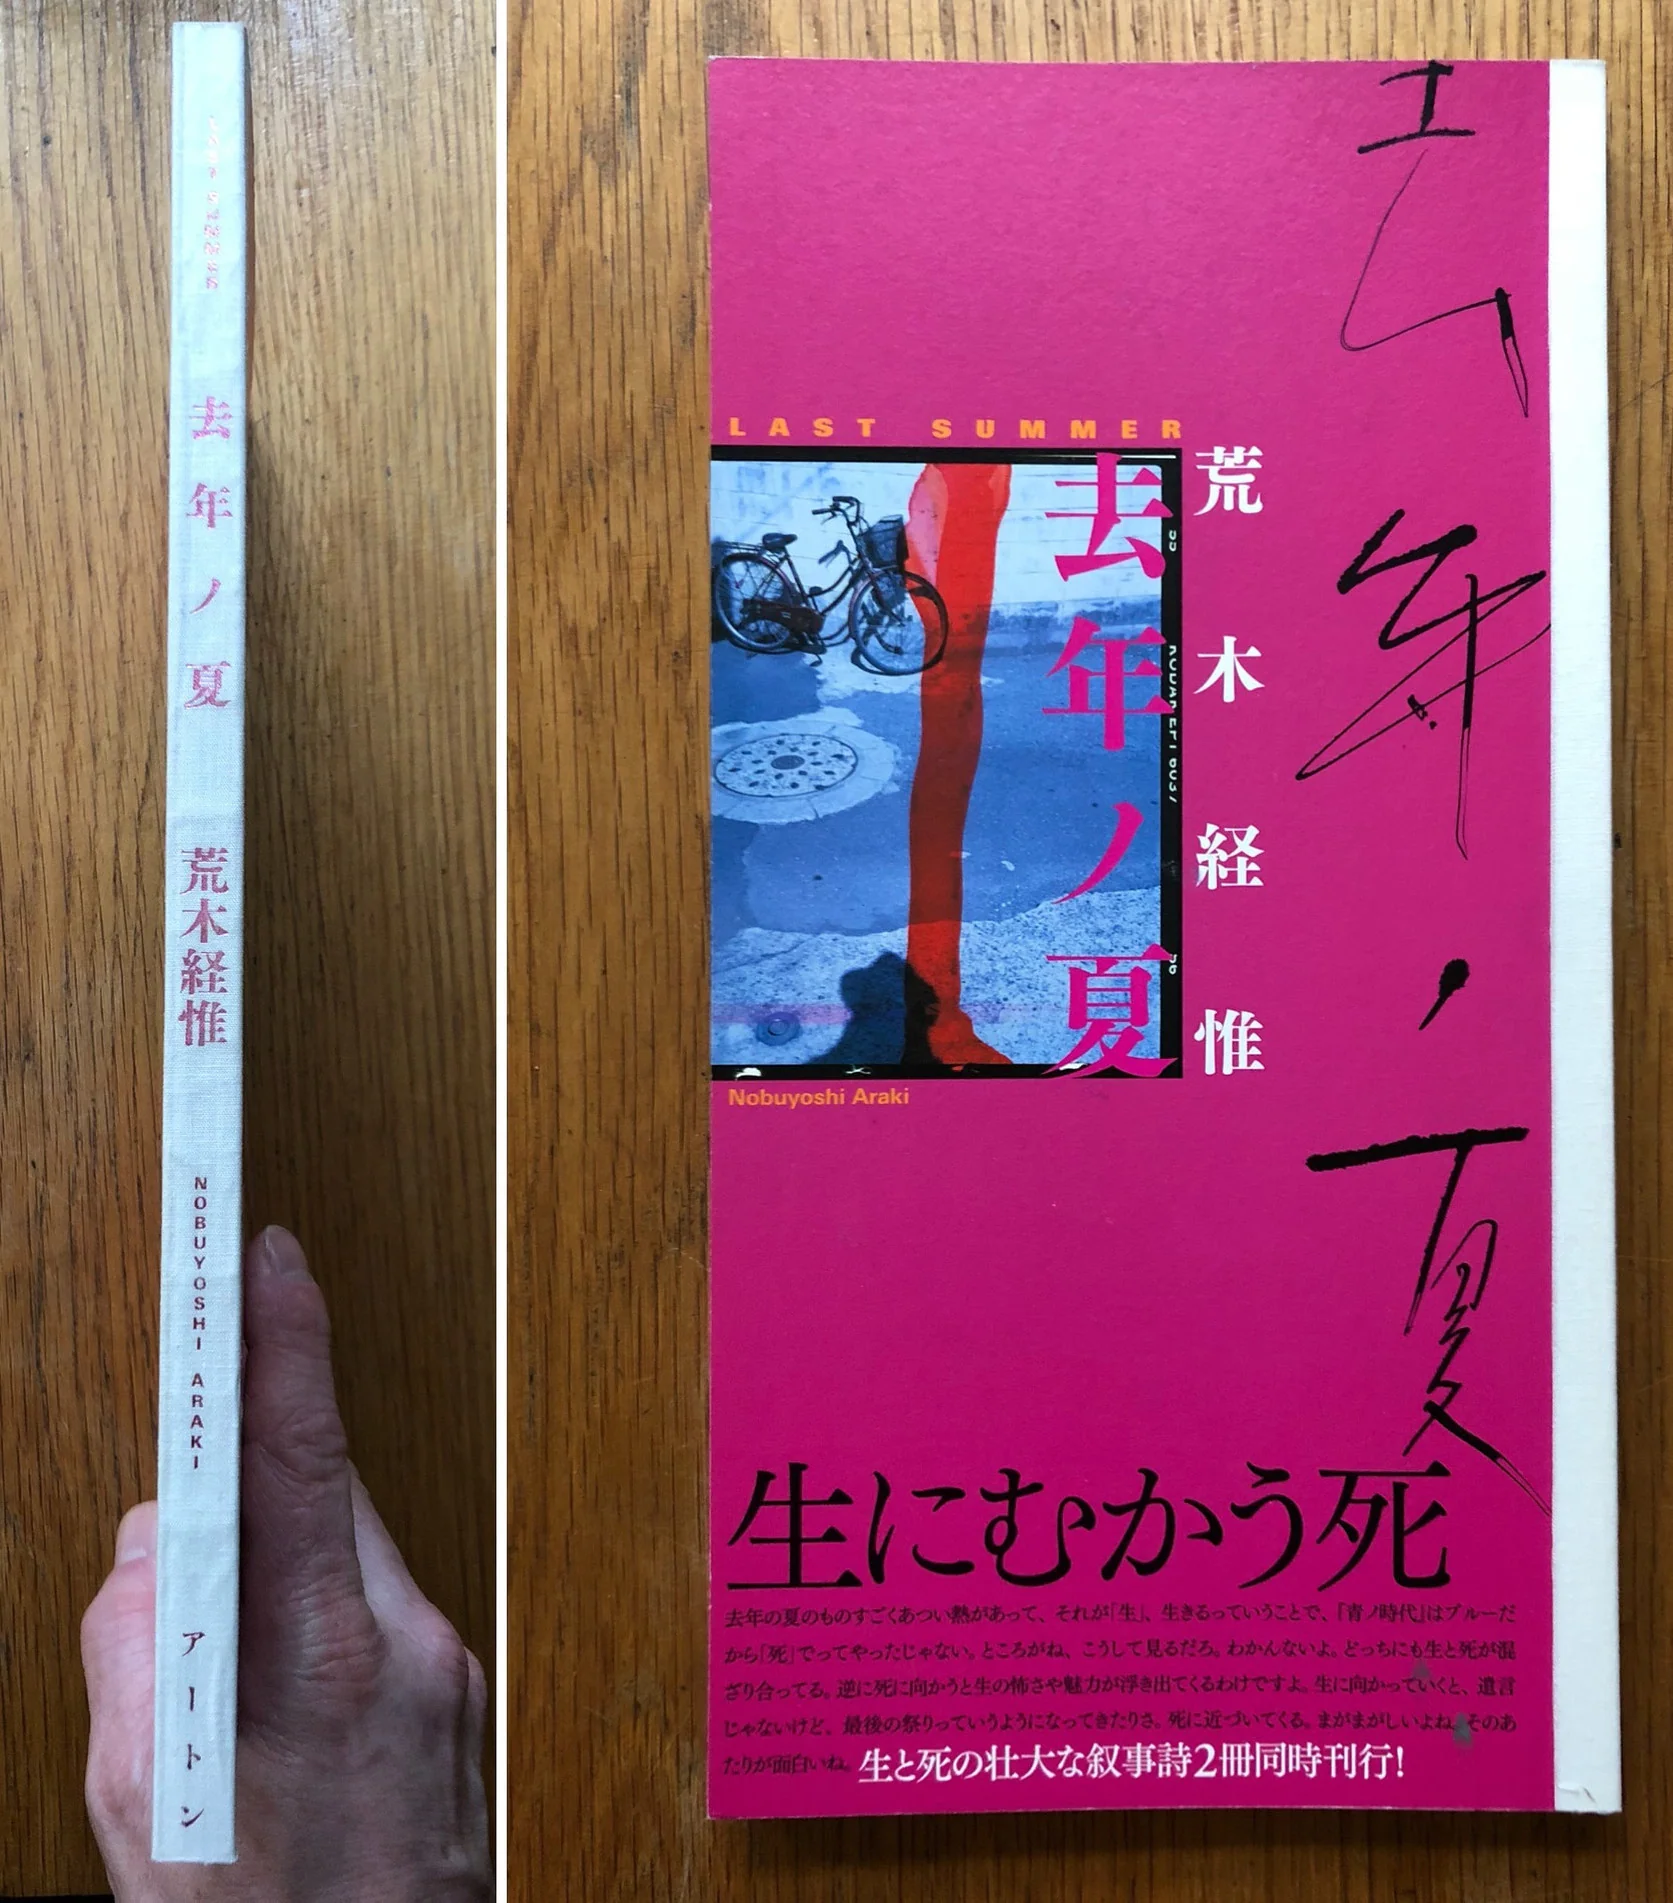 去年ノ夏
荒木経惟
NOBUYOSHI ARAKI
アートン
去年ノ夏
LAST SUMMER
去年ノ夏
荒木経惟
Nobuyoshi Araki
生にむかう死
去年の夏のものすごくあつい熱があって、それが「生」、生きるっていうことで、「青ノ時代」はブルーだ
から「死」でってやったじゃない。ところがね、こうして見るだろ。わかんないよ。どっちにも生と死が混
ざり合ってる。逆に死に向かうと生の怖さや魅力が浮き出てくるわけですよ。生に向かっていくと、遺言
じゃないけど、最後の祭りっていうようになってきたりさ。死に近づいてくる。まがまがしいよね。そのあ
たりが面白いね。
生と死の壮大な叙事詩2冊同時刊行!